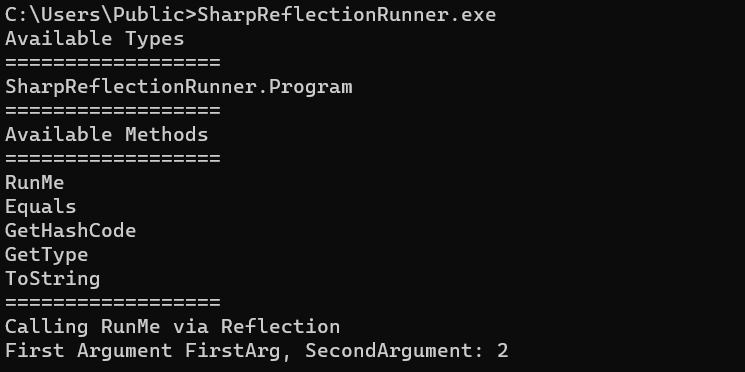 C:\Users\Public>SharpReflectionRunner.exe
Available Types
==================
SharpReflectionRunner.Program
==================
Available Methods
==================
RunMe
Equals
GetHashCode
GetType
ToString
==================
Calling RunMe via Reflection
First Argument FirstArg, SecondArgument: 2